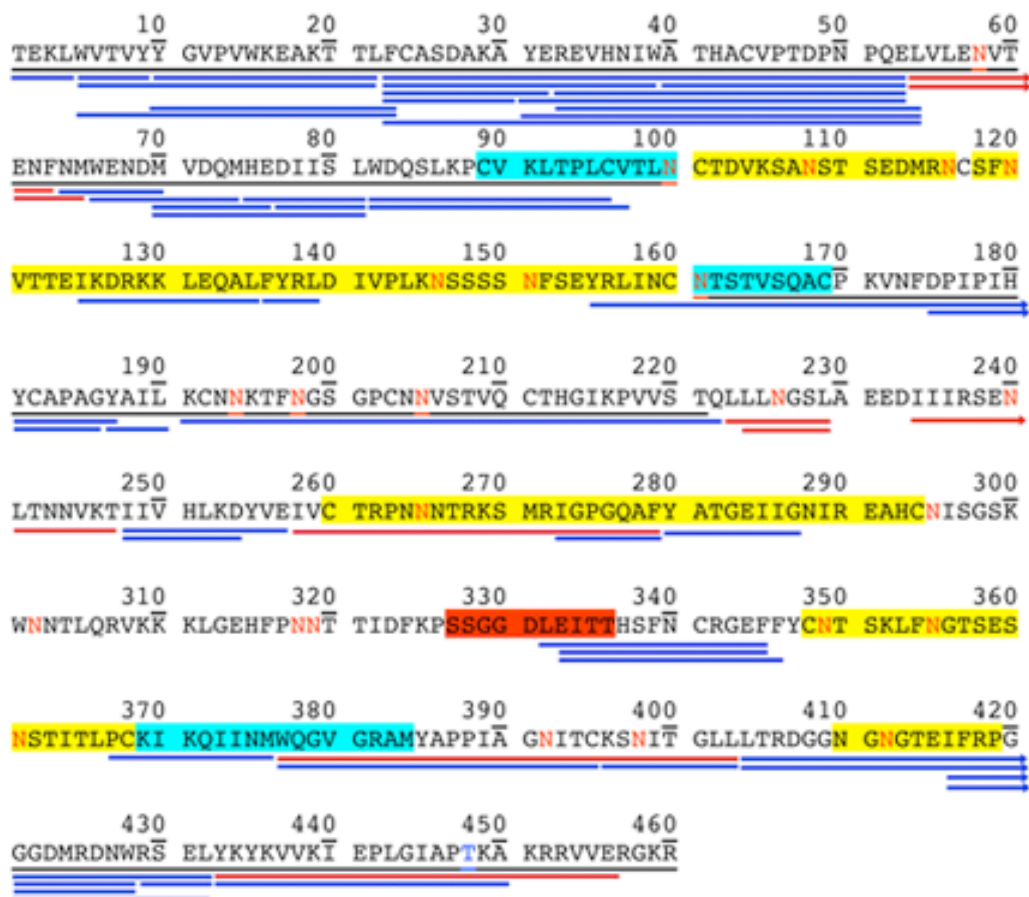 10 20 30 40 50 60
TEKLWVTVYY GVPVWKEAKT TLFCASDAKA YEREVHNIWA THACVPTDPN PQELVLENVT
70 80 90 100 110 120
ENFNMWENDM VDQMHEDIIS LWDQSLKPCV KLTPLCVTLN CTDVKSANST SEDMRNCSFN
130 140 150 160 170 180
VTTEIKDRKK LEQALFYRLD IVPLKNSSSS NFSEYRLINC NTSTVSQACP KVNFDPIPIH
190 200 210 220 230 240
YCAPAGYAIL KCNNKTFNGS GPCNNVSTVQ CTHGIKPVVS TQLLLNGSLA EEDIIIRSEN
250 260 270 280 290 300
LTNNVKTIIV HLKDYVEIVC TRPNNNTRKS MRIGPGQAFY ATGEIIGNIR EAHCNISGSK
310 320 330 340 350 360
WNNTLQRVKK KLGEHFPNNT TIDFKPSSGG DLEITTHSFN CRGEFFYCNT SKLFNGTSES
370 380 390 400 410 420
NSTITLPCKI KQIINMWQGV GRAMYAPPIA GNITCKSNIT GLLLTRDGGN GNGTEIFRPG
430 440 450 460
GGDMRDNWRS ELYKYKVVKI EPLGIAPTKA KRRVVERGKR